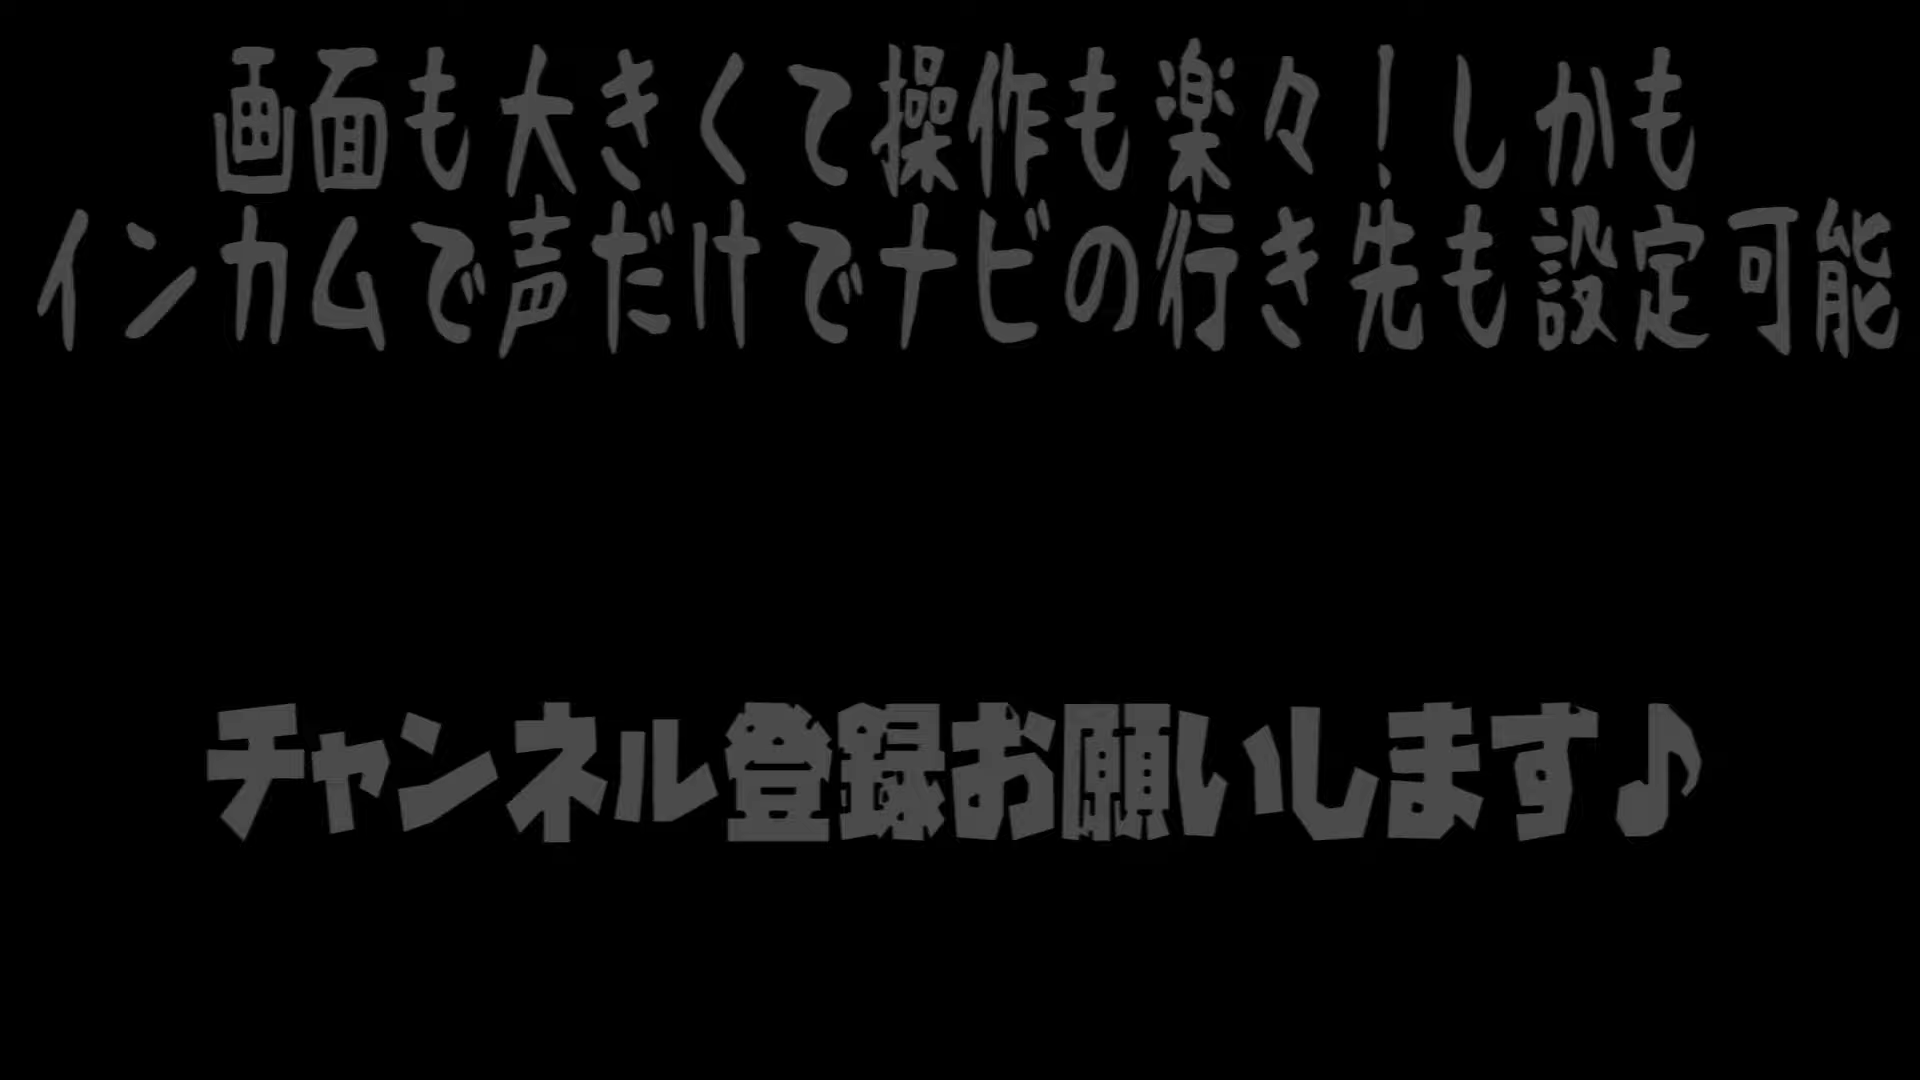 画面も大きくて操作も楽々！しかも
インカムで声だけでナビの行き先も設定可能
チャンネル登録お願いします♪